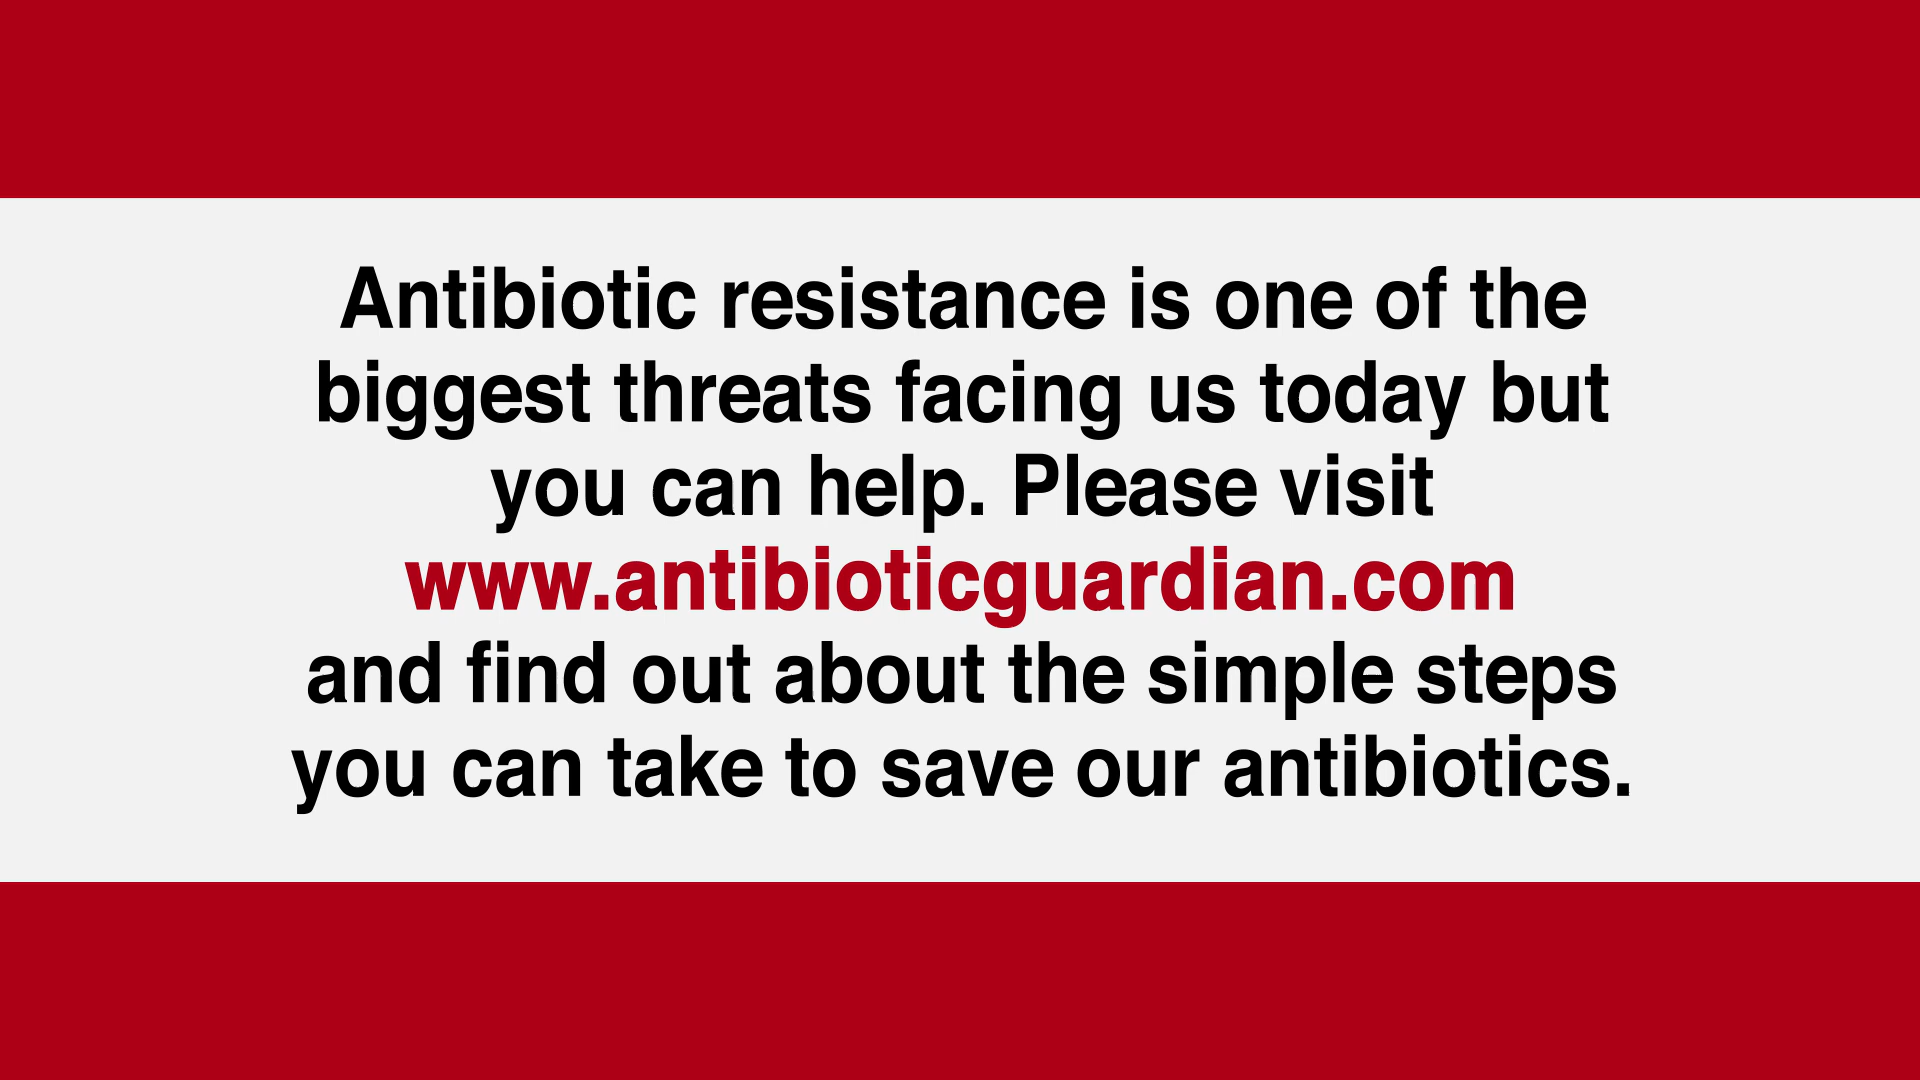 Antibiotic resistance is one of the
biggest threats facing us today but
you can help. Please visit
www.antibioticguardian.com
and find out about the simple steps
you can take to save our antibiotics.